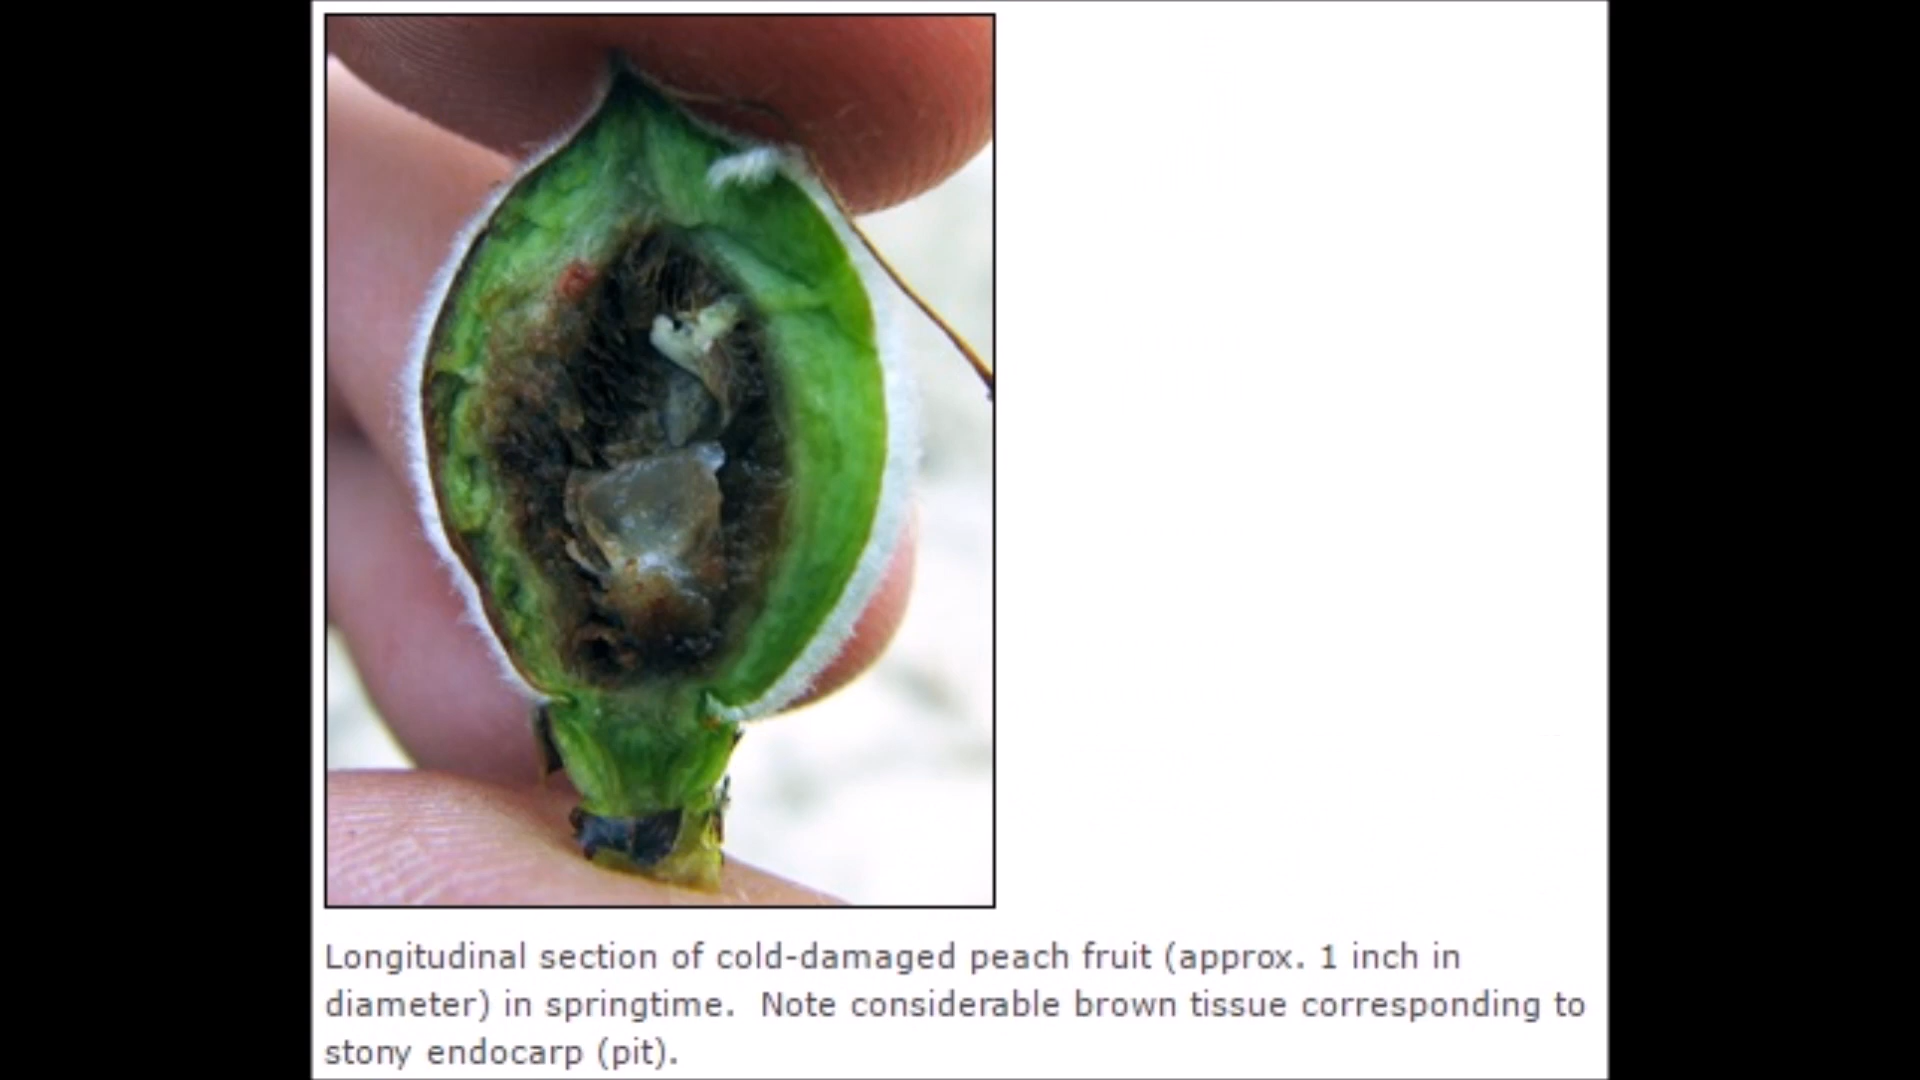 Longitudinal section of cold-damaged peach fruit (approx. 1 inch in
diameter) in springtime.  Note considerable brown tissue corresponding to
stony endocarp (pit).